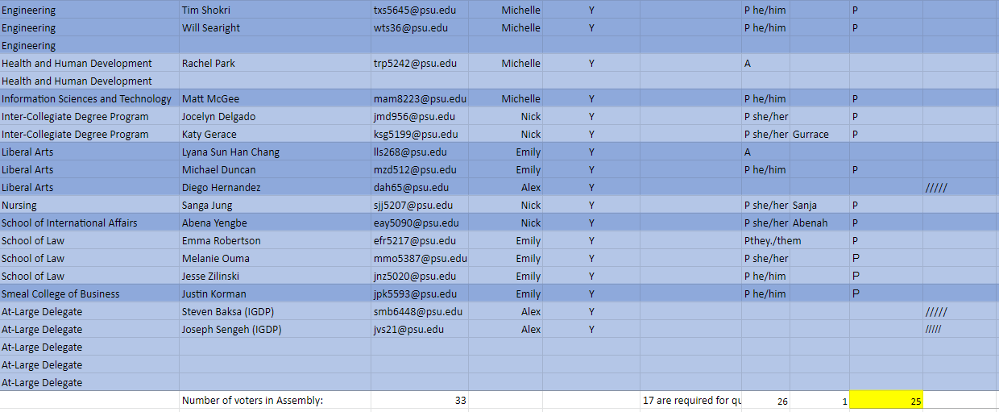 Engineering Tim Shokri txs5645@psu.edu Michelle Y P he/him P
Engineering Will Searight wts36@psu.edu Michelle Y P he/him P
Engineering
Health and Human Development Rachel Park trp5242@psu.edu Michelle Y A
Health and Human Development
Information Sciences and Technology Matt McGee mam8223@psu.edu Michelle Y P he/him P
Inter-Collegiate Degree Program Jocelyn Delgado jmd956@psu.edu Nick Y P she/her P
Inter-Collegiate Degree Program Katy Gerace ksg5199@psu.edu Nick Y P she/her Gurrace P
Liberal Arts Lyana Sun Han Chang lls268@psu.edu Emily Y A
Liberal Arts Michael Duncan mzd512@psu.edu Emily Y P he/him P
Liberal Arts Diego Hernandez dah65@psu.edu Alex Y /////
Nursing Sanga Jung sjj5207@psu.edu Nick Y P she/her Sanja P
School of International Affairs Abena Yengbe eay5090@psu.edu Nick Y P she/her Abenah P
School of Law Emma Robertson efr5217@psu.edu Emily Y Pthey./them P
School of Law Melanie Ouma mmo5387@psu.edu Emily Y P she/her P
School of Law Jesse Zilinski jnz5020@psu.edu Emily Y P he/him P
Smeal College of Business Justin Korman jpk5593@psu.edu Emily Y P he/him P
At-Large Delegate Steven Baksa (IGDP) smb6448@psu.edu Alex Y /////
At-Large Delegate Joseph Sengeh (IGDP) jvs21@psu.edu Alex Y /////
At-Large Delegate
At-Large Delegate
At-Large Delegate
Number of voters in Assembly: 33 17 are required for qu 26 1 25